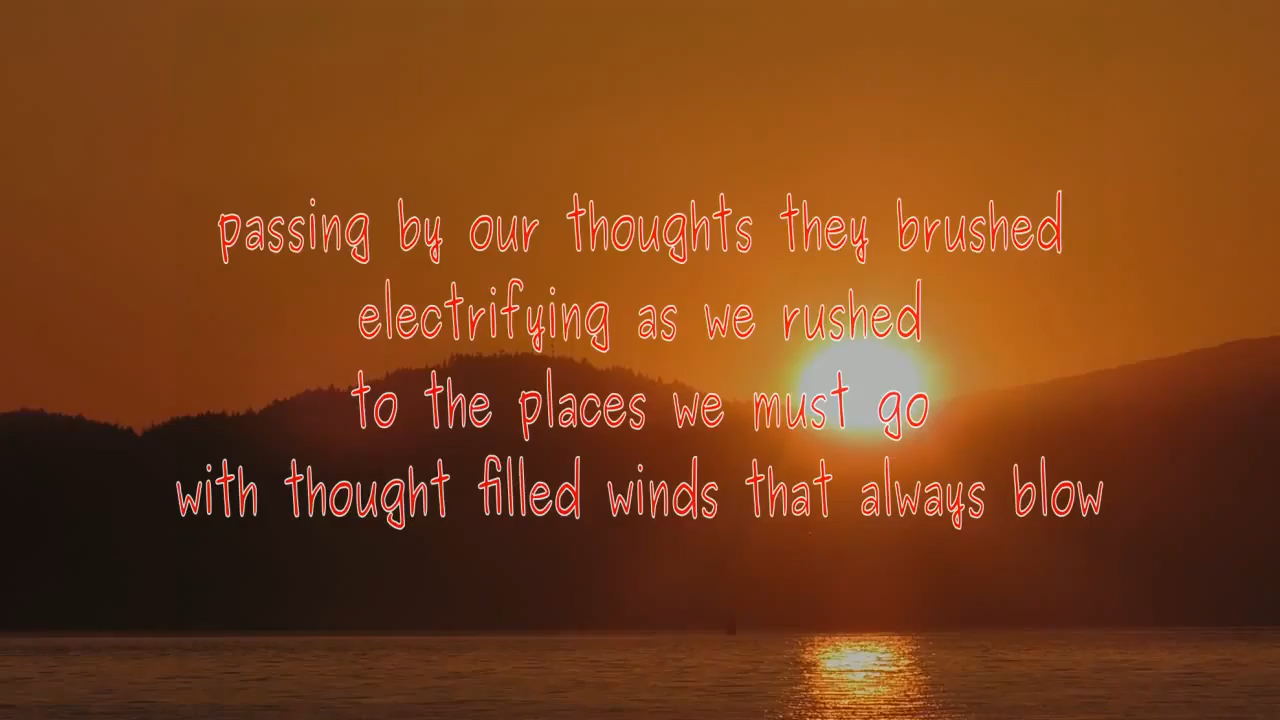 passing by our thoughts they brushed
electrifying as we rushed
to the places we must go
with thought filled winds that always blow